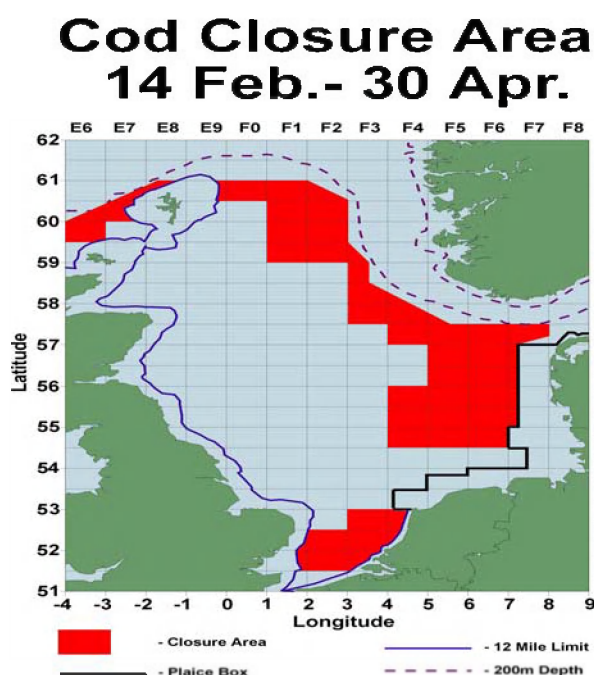 Cod Closure Area
14 Feb.- 30 Apr.
E6 E7 E8 E9 F0 F1 F2 F3 F4 F5 F6 F7 F8
62
61
60
59
58
57
56
55
54
53
52
51
Latitude
-4 -3 -2 -1 0 1 2 3 4 5 6 7 8 9
Longitude
- Closure Area - 12 Mile Limit
- Plaice Box - 200m Depth